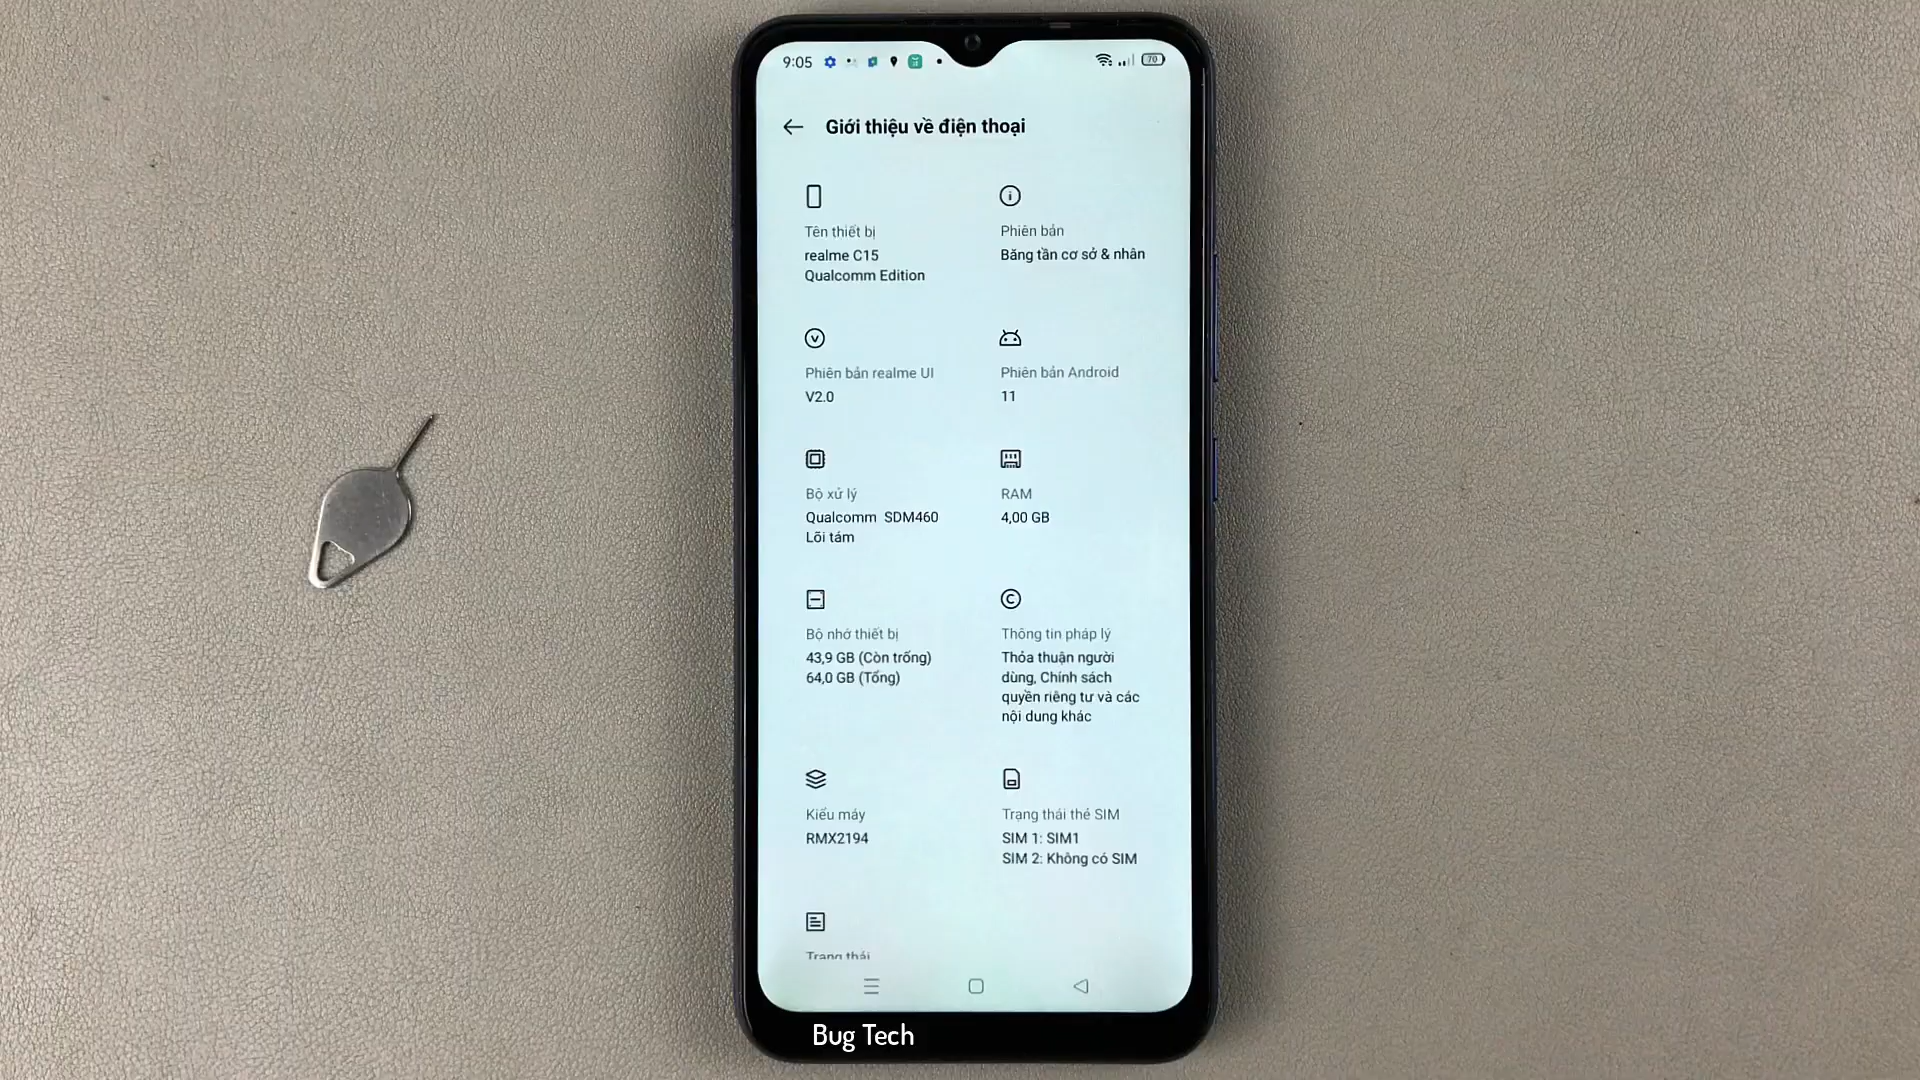 9:05
70
Giới thiệu về điện thoại
Tên thiết bị
realme C15
Qualcomm Edition
Phiên bản
Băng tần cơ sở & nhân
Phiên bản realme UI
V2.0
Phiên bản Android
11
Bộ xử lý
Qualcomm SDM460
Lõi tám
RAM
4,00 GB
Bộ nhớ thiết bị
43,9 GB (Còn trống)
64,0 GB (Tổng)
Thông tin pháp lý
Thỏa thuận người
dùng, Chính sách
quyền riêng tư và các
nội dung khác
Kiểu máy
RMX2194
Trạng thái thẻ SIM
SIM 1: SIM1
SIM 2: Không có SIM
Trạng thái
Bug Tech